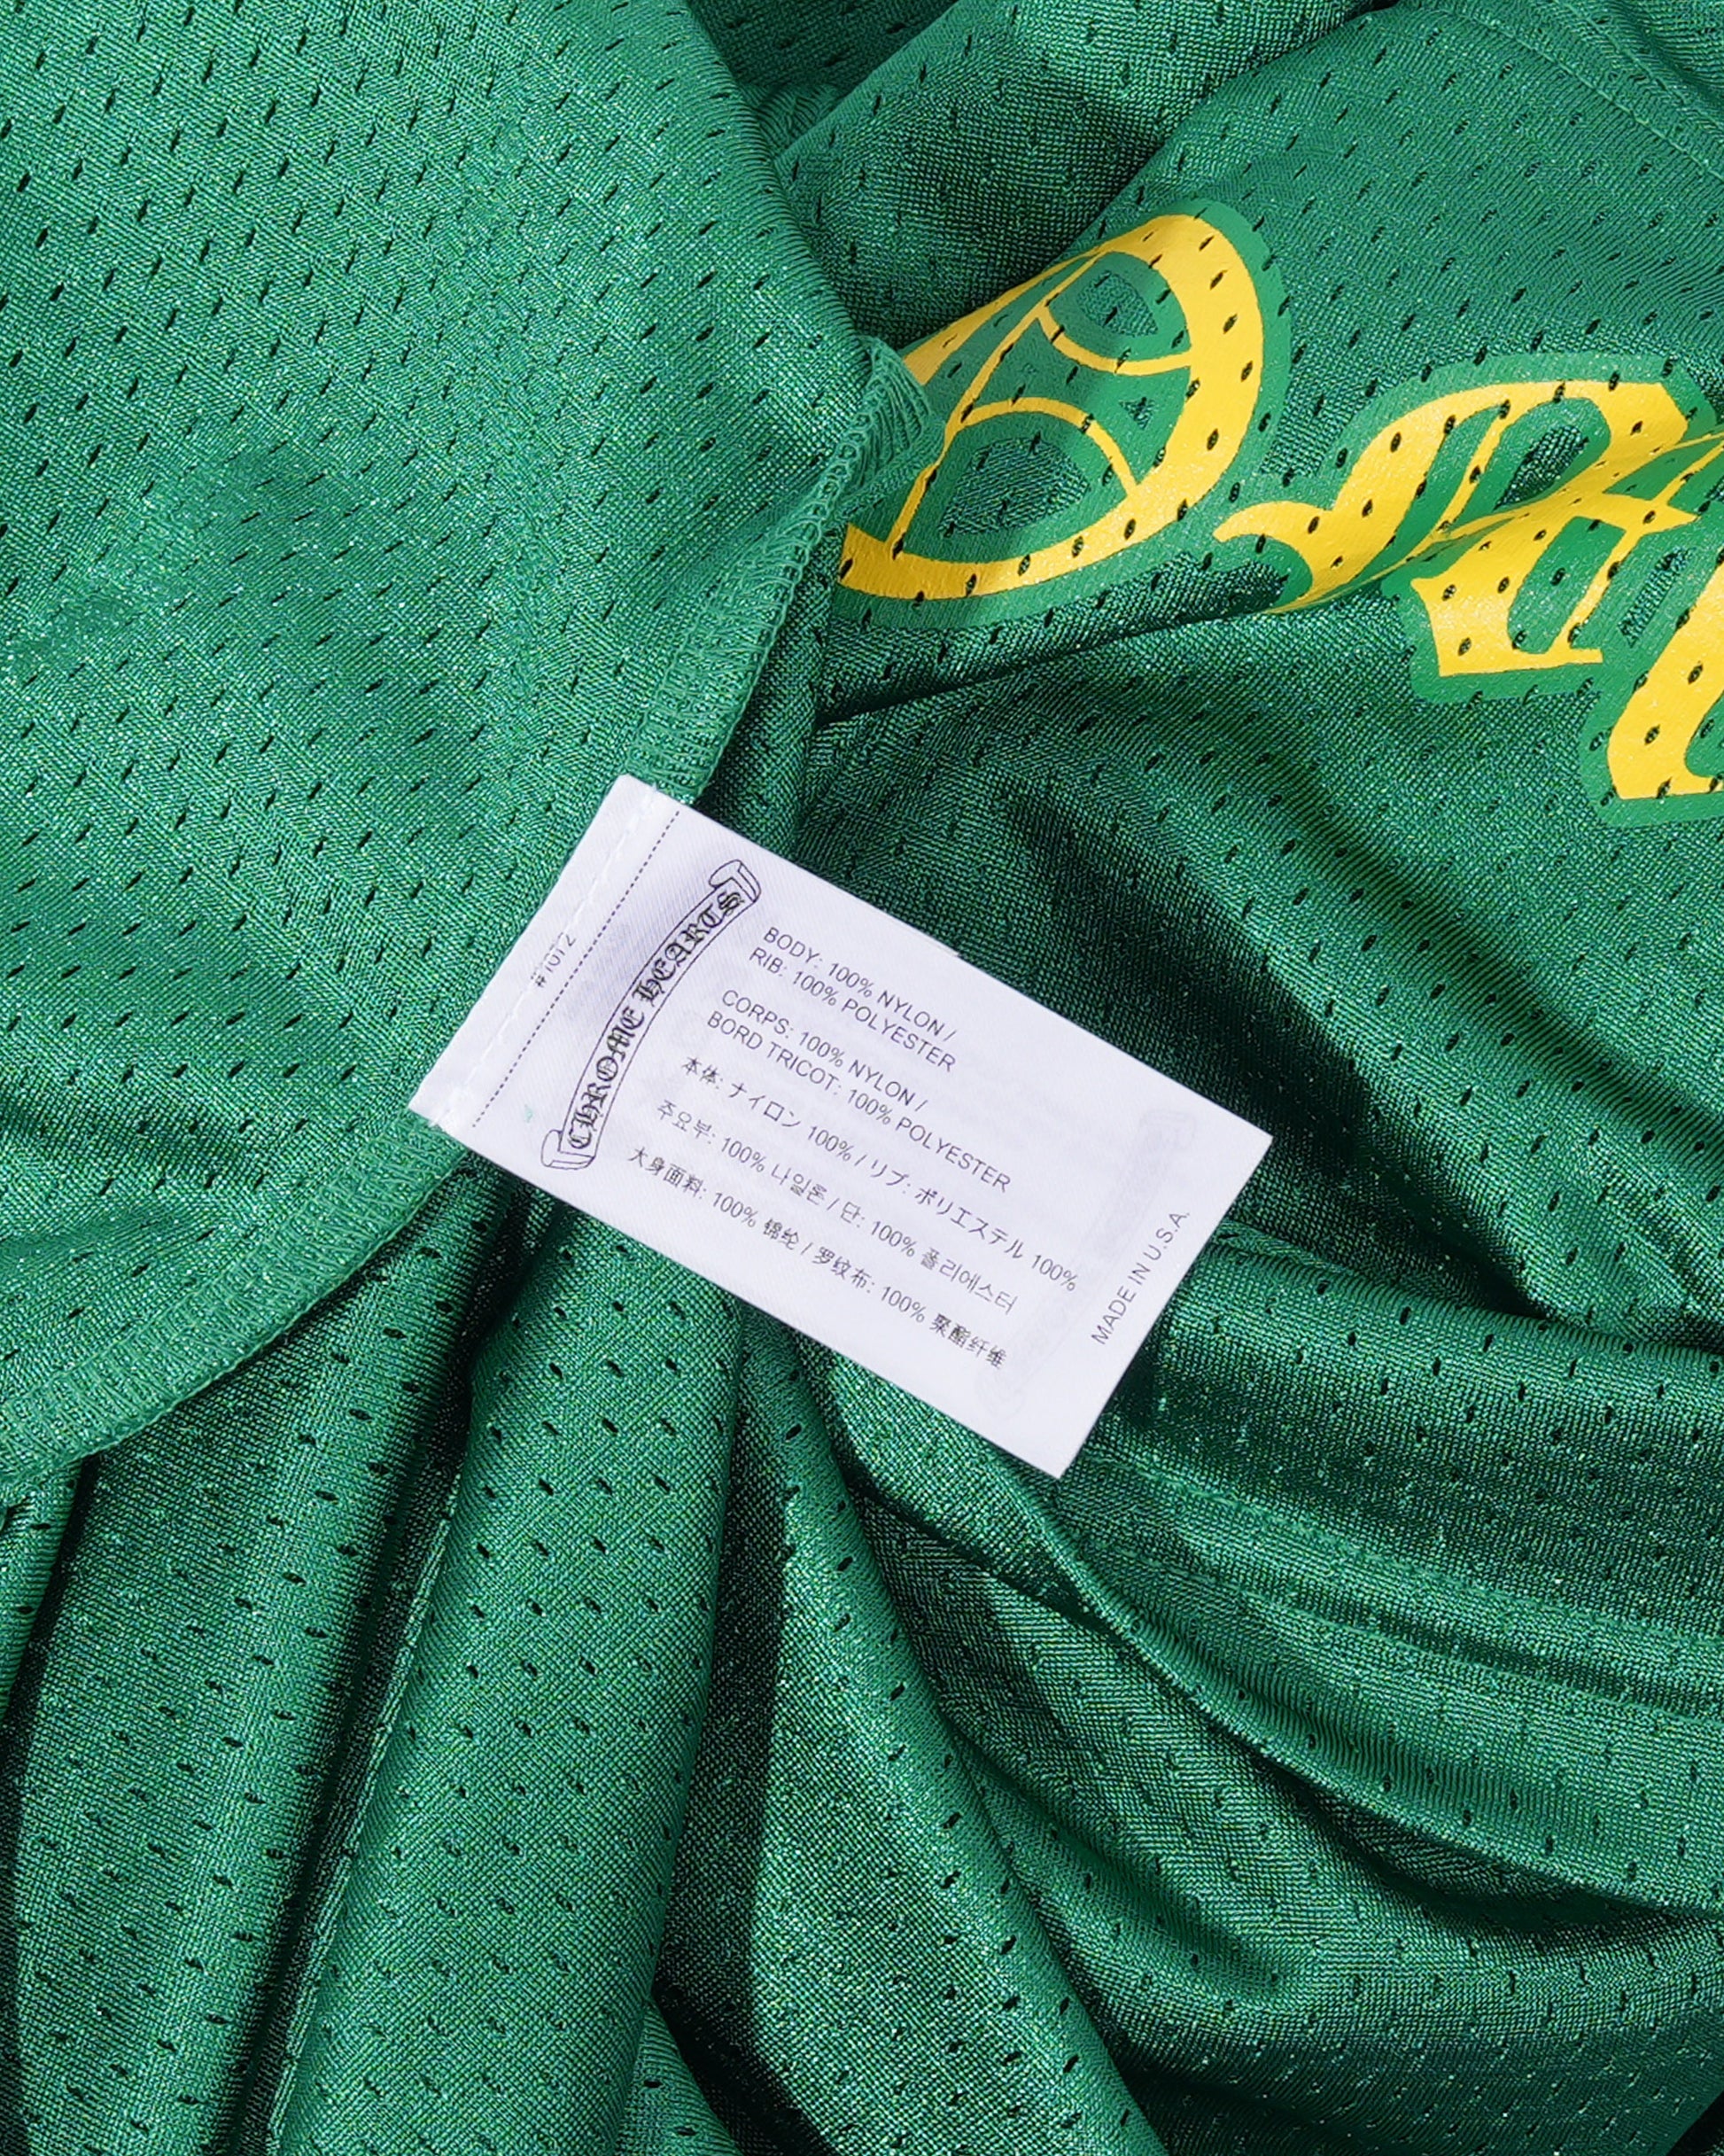 CHROME HEARTS
BODY: 100% NYLON /
RIB: 100% POLYESTER
CORPS: 100% NYLON /
BORD TRICOT: 100% POLYESTER
本体: ナイロン 100% / リブ: ポリエステル 100%
주요부: 100% 나일론 / 단: 100% 폴리에스터
大身面料: 100% 锦纶 / 罗纹布: 100% 聚酯纤维
MADE IN U.S.A.